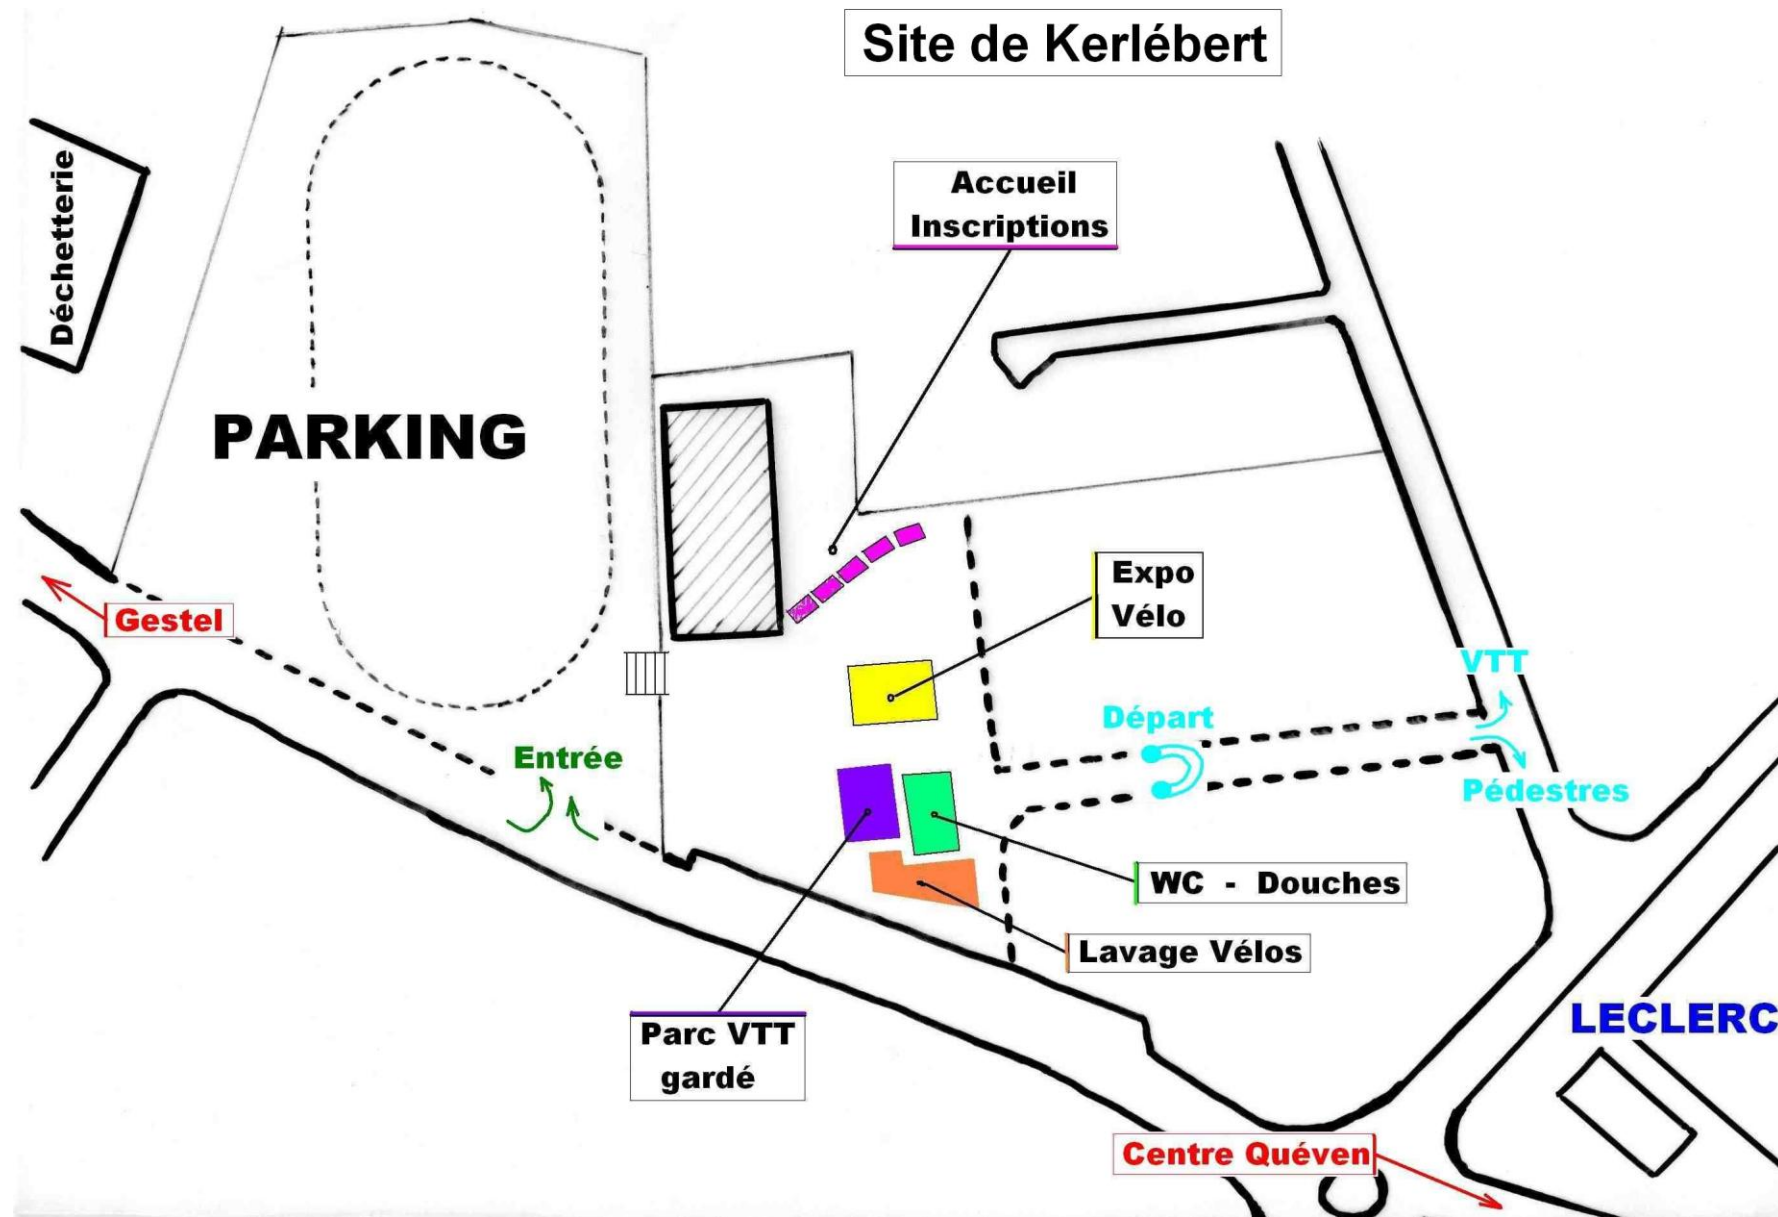 Site de Kerlébert
Déchetterie
Accueil
Inscriptions
PARKING
Expo
Vélo
Gestel
VTT
Départ
Entrée
Pédestres
WC - Douches
Lavage Vélos
LECLERC
Parc VTT
gardé
Centre Quéven